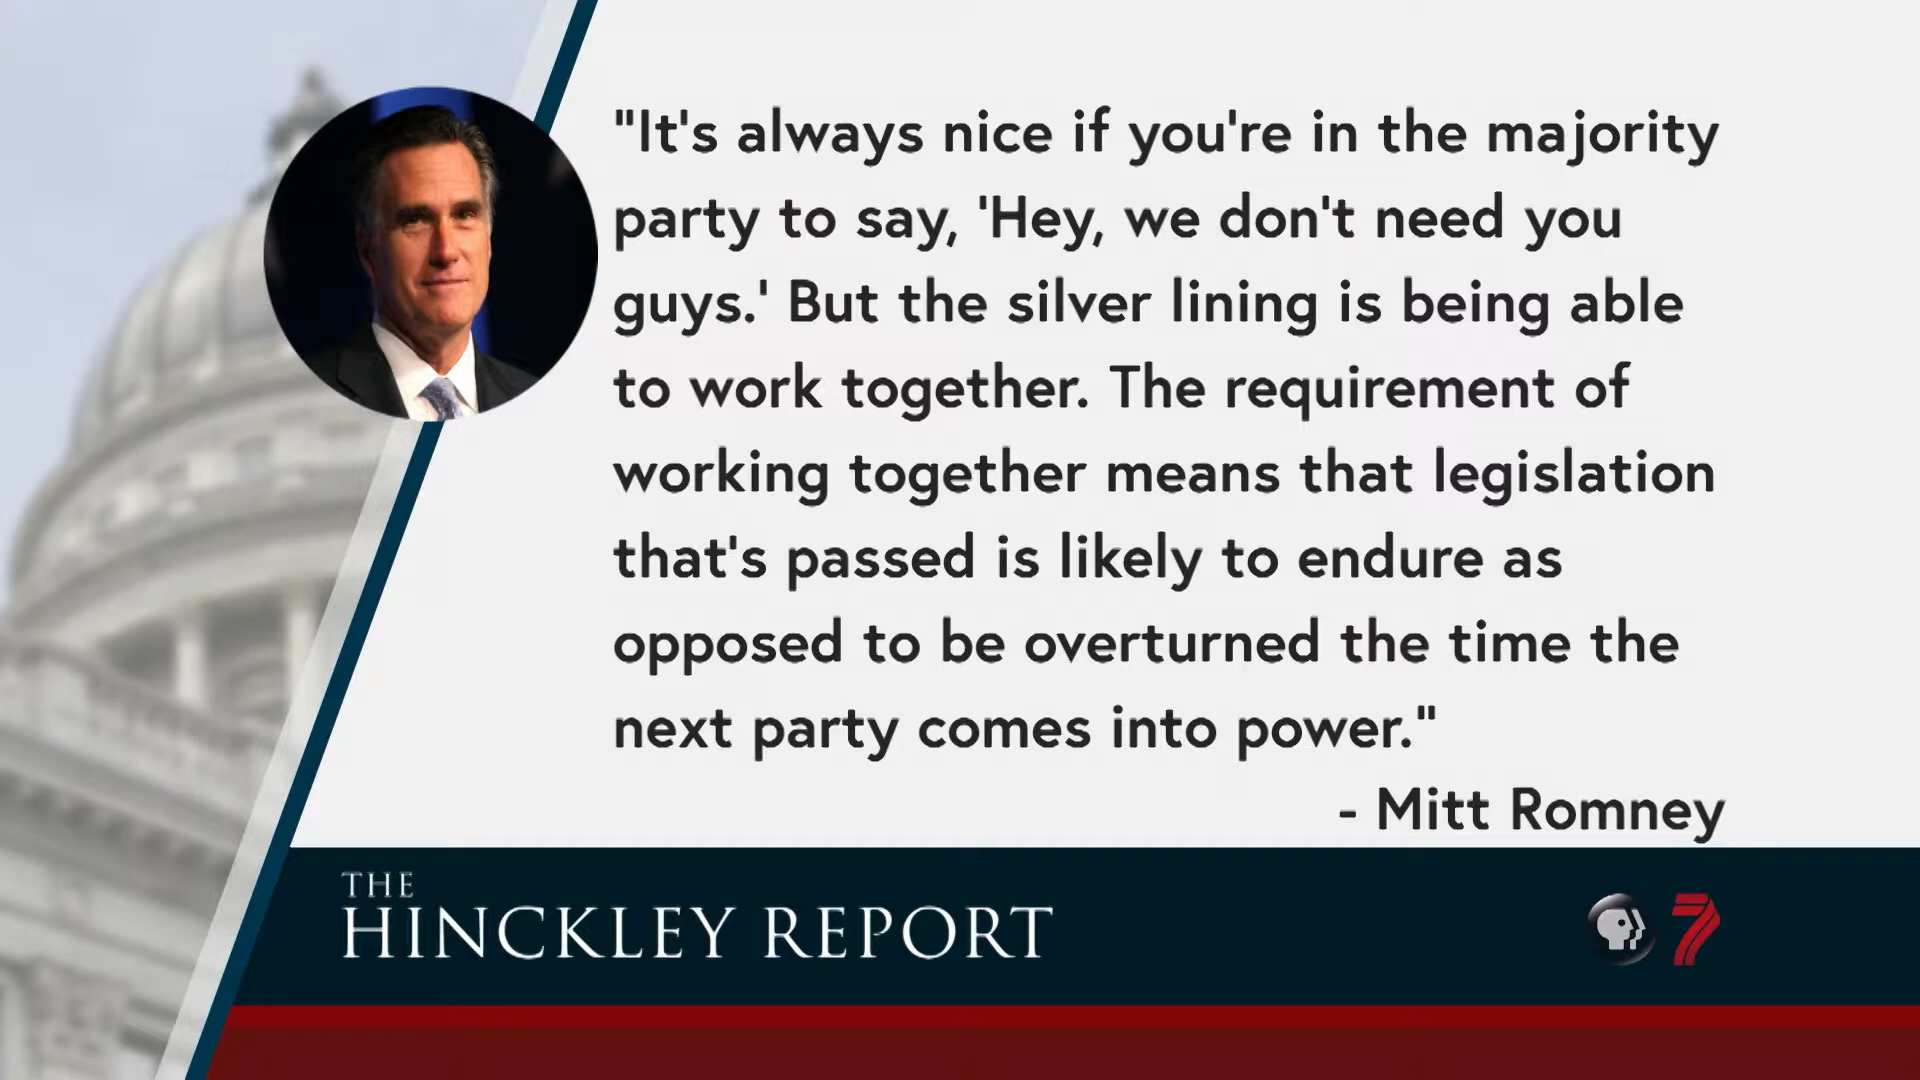 "It's always nice if you're in the majority
party to say, 'Hey, we don't need you
guys.' But the silver lining is being able
to work together. The requirement of
working together means that legislation
that's passed is likely to endure as
opposed to be overturned the time the
next party comes into power."
- Mitt Romney
THE
HINCKLEY REPORT
7